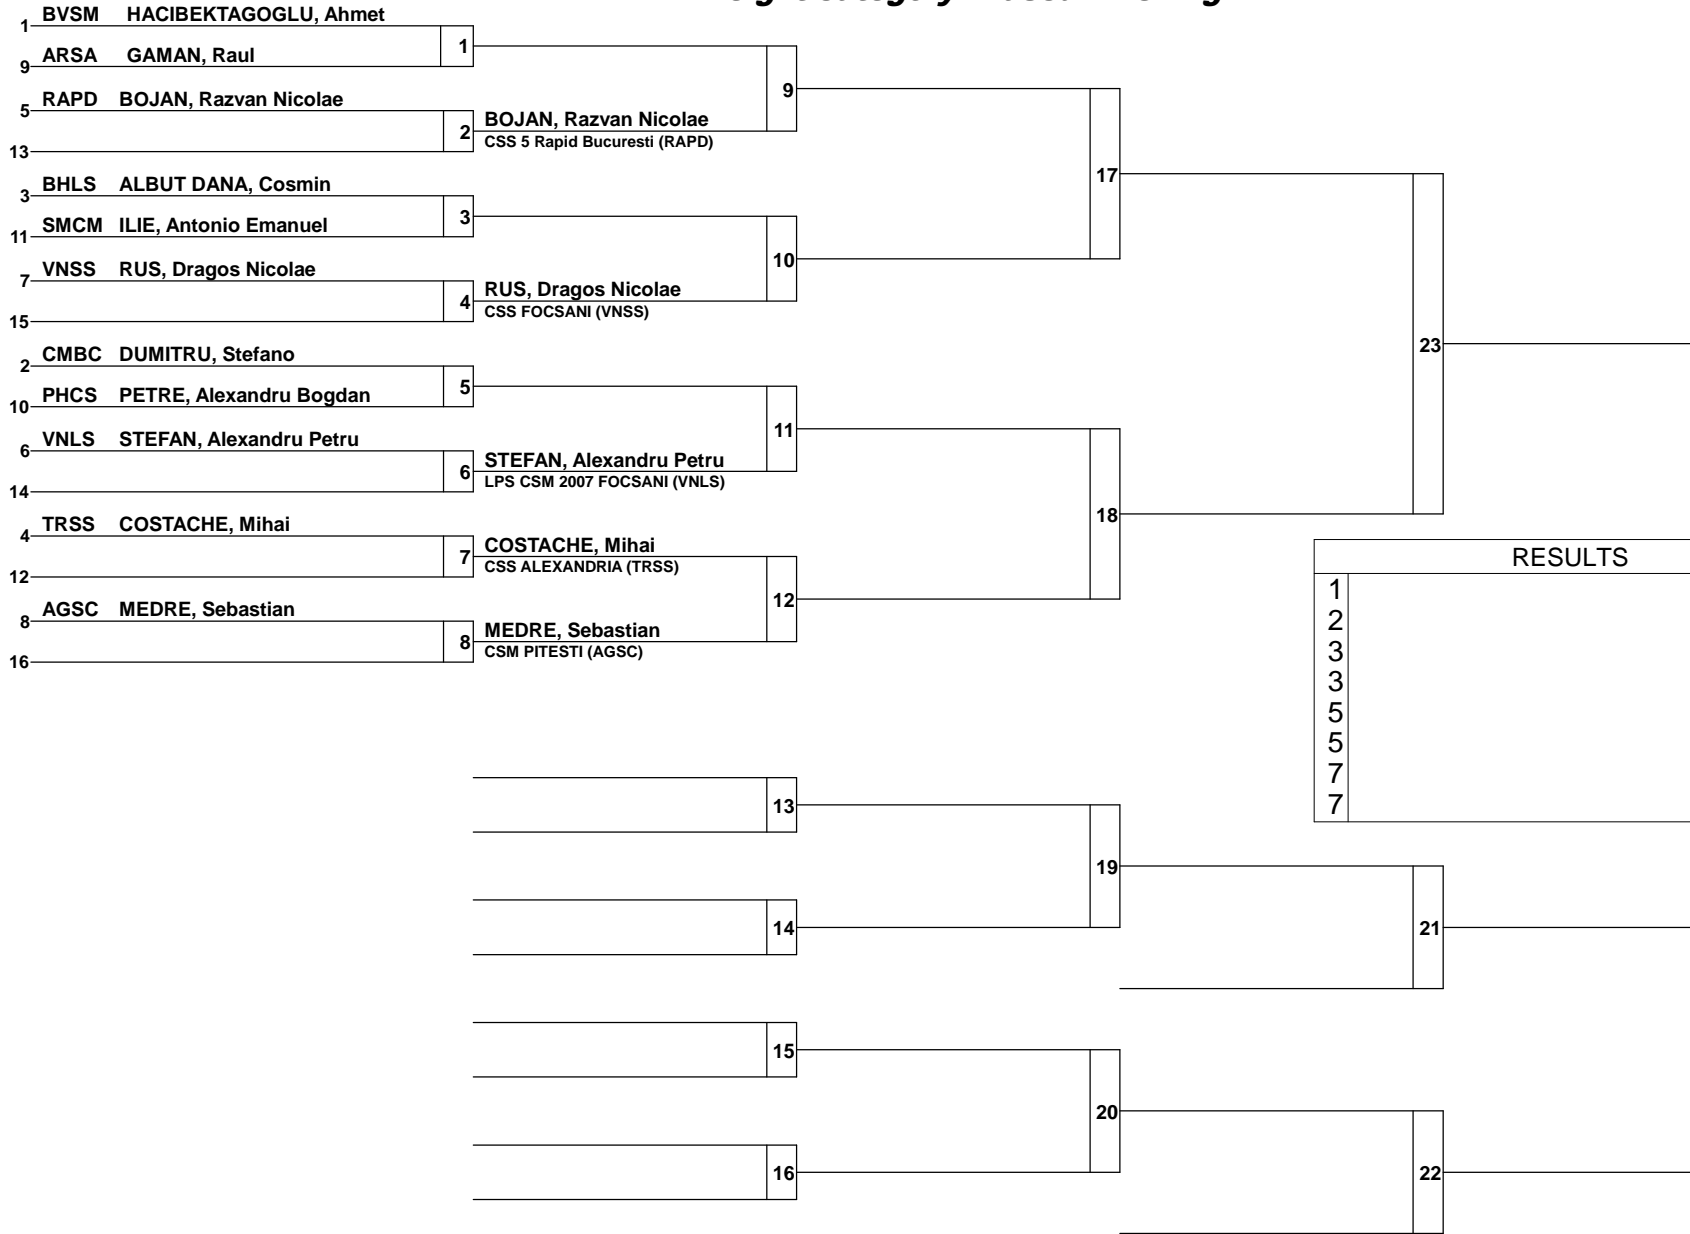 1 BVSM HACIBEKTAGOGLU, Ahmet
1
9 ARSA GAMAN, Raul
9
5 RAPD BOJAN, Razvan Nicolae
2
BOJAN, Razvan Nicolae
CSS 5 Rapid Bucuresti (RAPD)
13
17
3 BHLS ALBUT DANA, Cosmin
3
11 SMCM ILIE, Antonio Emanuel
10
7 VNSS RUS, Dragos Nicolae
4
RUS, Dragos Nicolae
CSS FOCSANI (VNSS)
15
23
2 CMBC DUMITRU, Stefano
5
10 PHCS PETRE, Alexandru Bogdan
11
6 VNLS STEFAN, Alexandru Petru
6
STEFAN, Alexandru Petru
LPS CSM 2007 FOCSANI (VNLS)
14
18
4 TRSS COSTACHE, Mihai
7
COSTACHE, Mihai
CSS ALEXANDRIA (TRSS)
12
12
8 AGSC MEDRE, Sebastian
8
MEDRE, Sebastian
CSM PITESTI (AGSC)
16
RESULTS
1
2
3
3
5
5
7
7
13
19
14
21
15
20
16
22